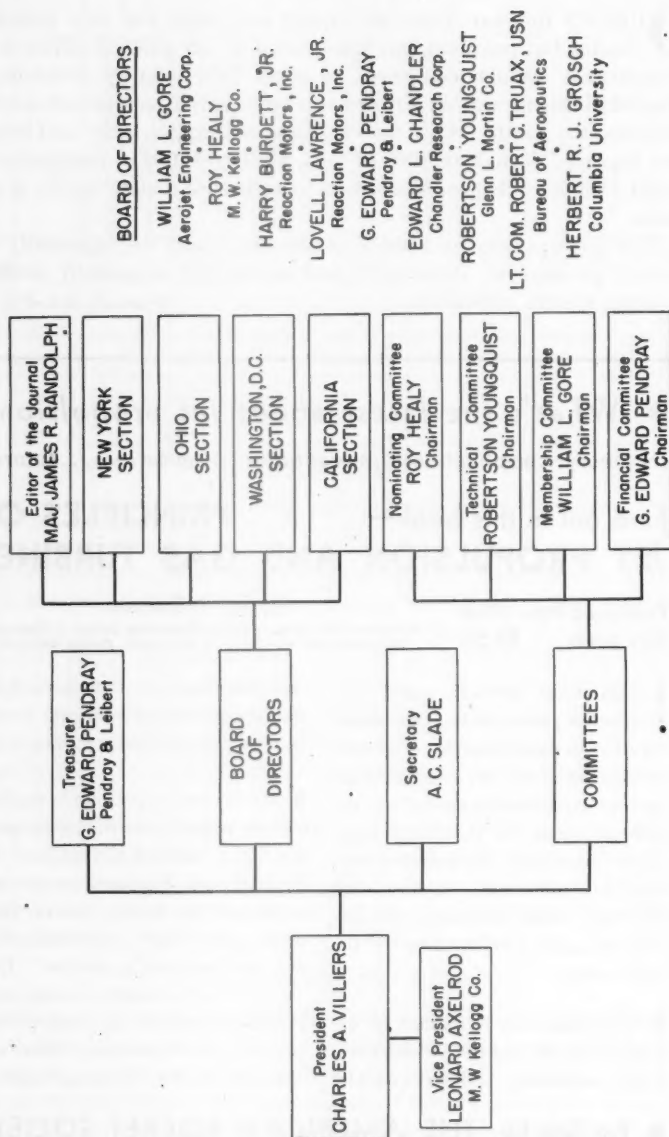 President
CHARLES A. VILLIERS
Vice President
LEONARD AXELROD
M. W. Kellogg Co.
Treasurer
G. EDWARD PENDRAY
Pendray & Leibert
BOARD
OF
DIRECTORS
Secretary
A. C. SLADE
COMMITTEES
Editor of the Journal
MAJ. JAMES R. RANDOLPH
NEW YORK
SECTION
OHIO
SECTION
WASHINGTON, D.C.
SECTION
CALIFORNIA
SECTION
Nominating Committee
ROY HEALY
Chairman
Technical Committee
ROBERTSON YOUNGQUIST
Chairman
Membership Committee
WILLIAM L. GORE
Chairman
Financial Committee
G. EDWARD PENDRAY
Chairman
BOARD OF DIRECTORS
WILLIAM GORE
Aerojet Engineering Corp.
ROY HEALY
M. W. Kellogg Co.
HARRY BURDETT, JR.
Reaction Motors, Inc.
LOVELL LAWRENCE, JR.
Reaction Motors, Inc.
G. EDWARD PENDRAY
Pendray & Leibert
EDWARD CHANDLER
Chandler Research Corp.
ROBERTSON YOUNGQUIST
Glenn L. Martin Co.
LT. COM. ROBERT C. TRUAX, USN
Bureau of Aeronautics
HERBERT R. J. GROSCH
Columbia University